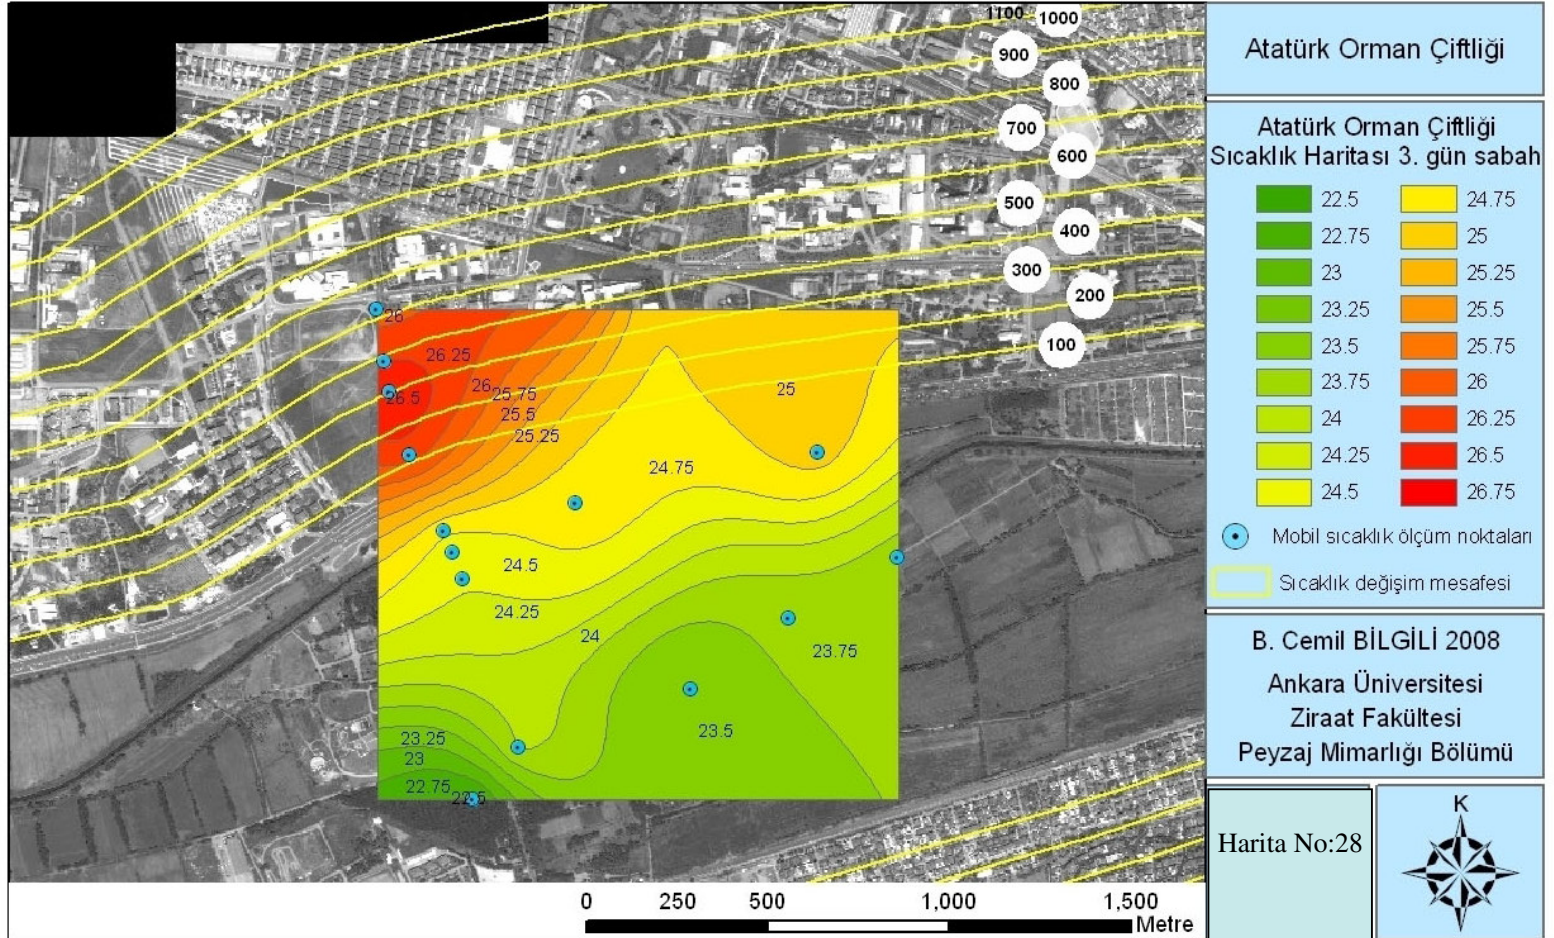 1100
1000
900
800
700
600
500
400
300
200
100
26
26.25
26
25.75
26.5
25.5
25.25
25
24.75
24.5
24.25
24
23.75
23.5
23.25
23
22.75
22.5
0 250 500 1,000 1,500
Metre
Atatürk Orman Çiftliği
Atatürk Orman Çiftliği
Sıcaklık Haritası 3. gün sabah
22.5 24.75
22.75 25
23 25.25
23.25 25.5
23.5 25.75
23.75 26
24 26.25
24.25 26.5
24.5 26.75
Mobil sıcaklık ölçüm noktaları
Sıcaklık değişim mesafesi
B. Cemil BİLGİLİ 2008
Ankara Üniversitesi
Ziraat Fakültesi
Peyzaj Mimarlığı Bölümü
Harita No:28
K